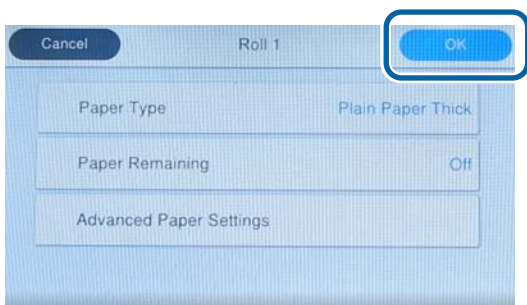 Cancel Roll 1 OK
Paper Type Plain Paper Thick
Paper Remaining Off
Advanced Paper Settings